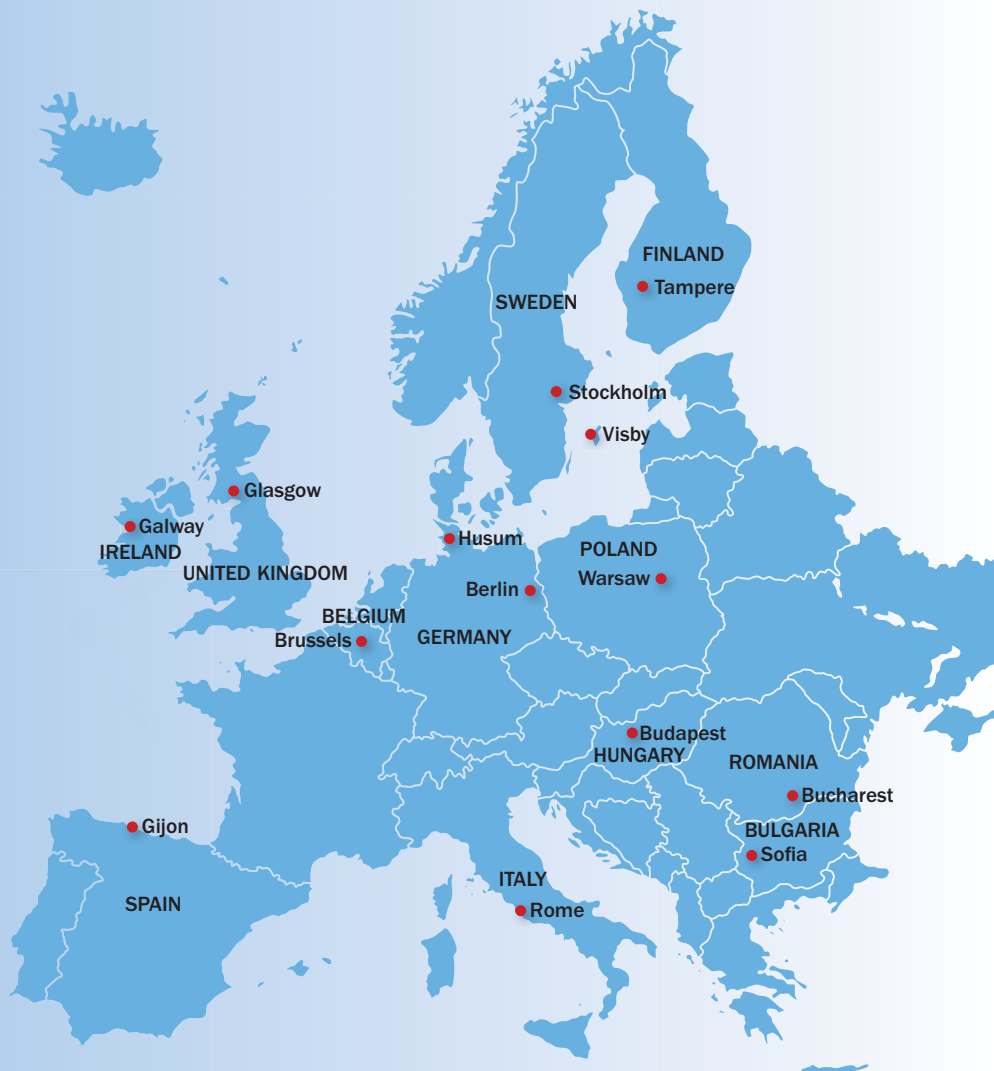 FINLAND
Tampere
SWEDEN
Stockholm
Visby
Glasgow
Galway
IRELAND
UNITED KINGDOM
Husum
Berlin
POLAND
Warsaw
BELGIUM
Brussels
GERMANY
Budapest
HUNGARY
ROMANIA
Bucharest
BULGARIA
Sofia
Gijon
SPAIN
ITALY
Rome